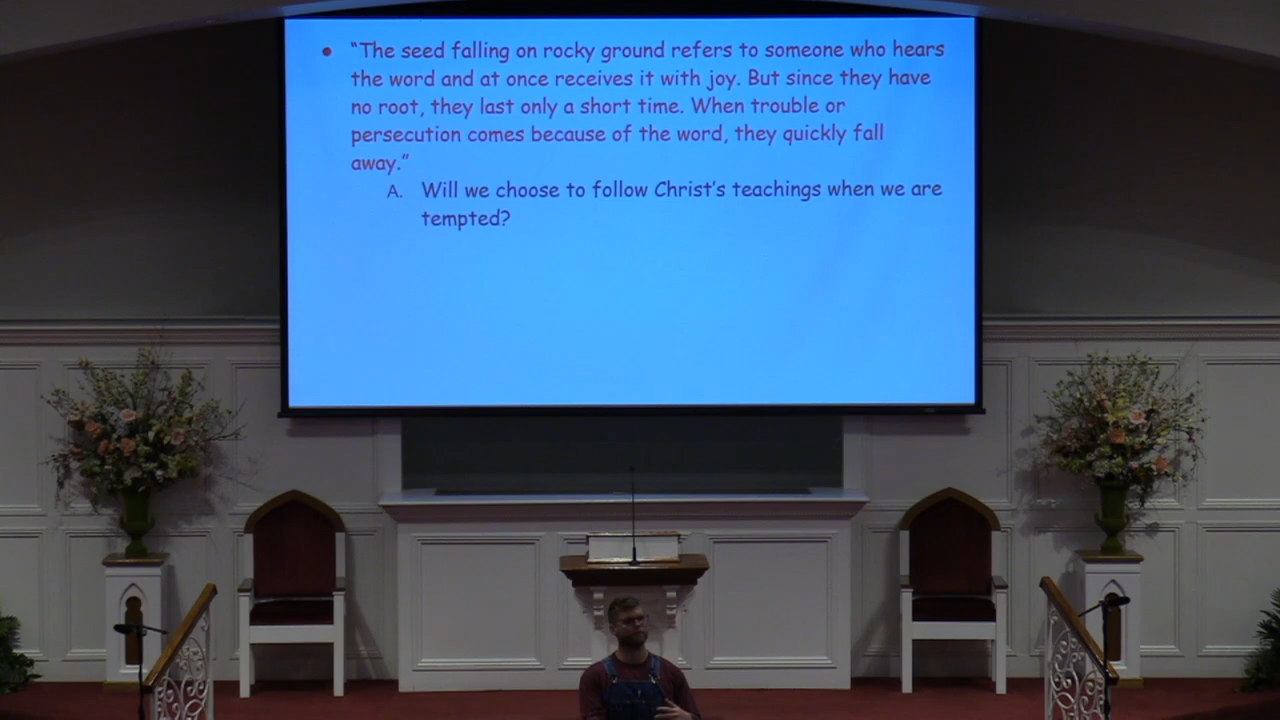 • “The seed falling on rocky ground refers to someone who hears
the word and at once receives it with joy. But since they have
no root, they last only a short time. When trouble or
persecution comes because of the word, they quickly fall
away.”
A. Will we choose to follow Christ’s teachings when we are
tempted?